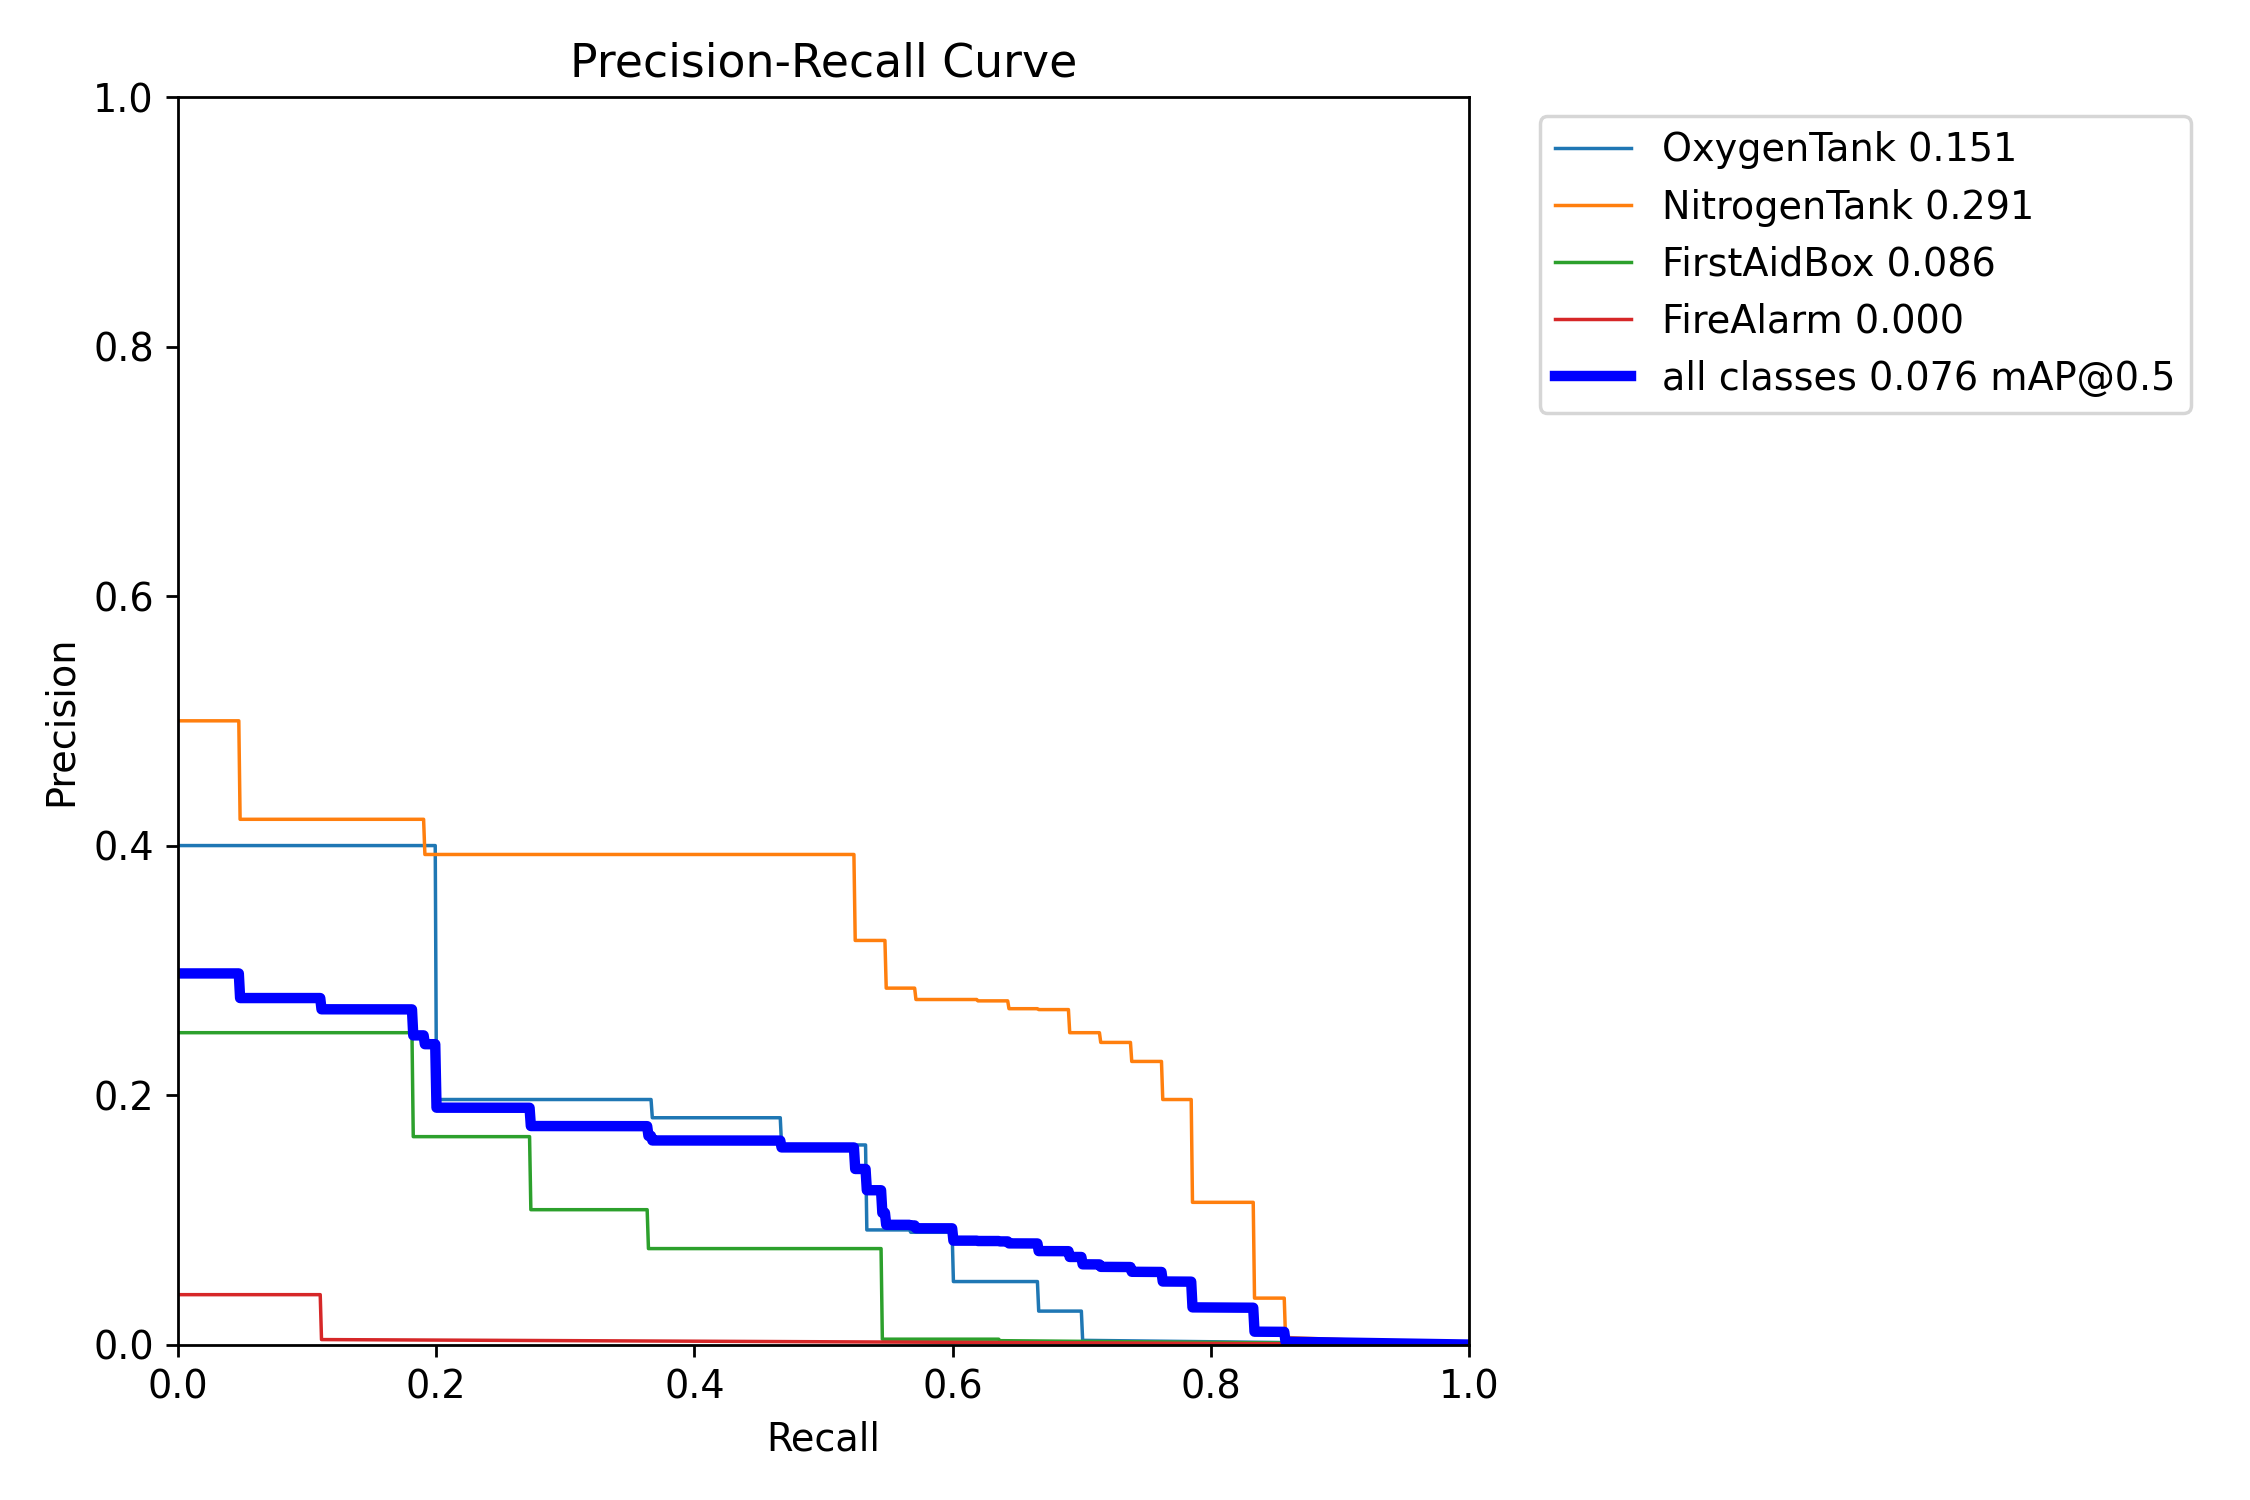 Precision-Recall Curve
1.0
0.8
0.6
0.4
0.2
0.0
Precision
0.0 0.2 0.4 0.6 0.8 1.0
Recall
OxygenTank 0.151
NitrogenTank 0.291
FirstAidBox 0.086
FireAlarm 0.000
all classes 0.076 mAP@0.5